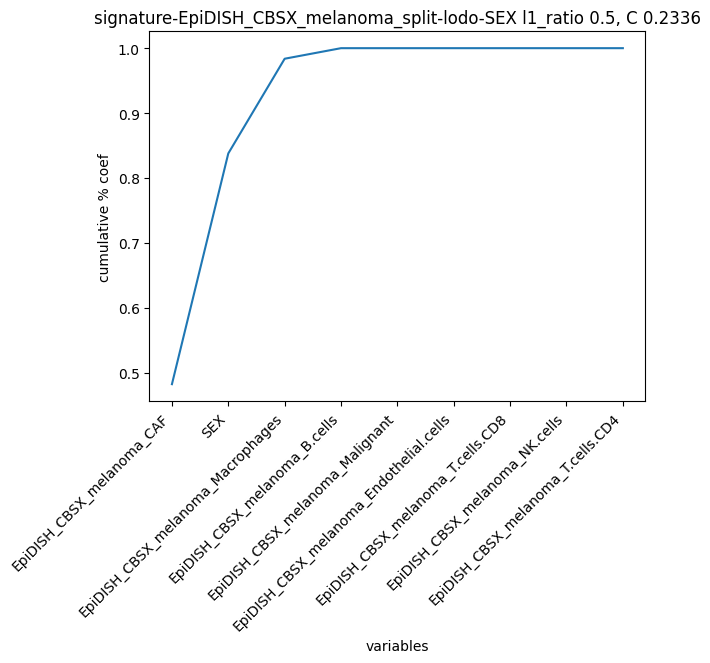 signature-EpiDISH_CBSX_melanoma_split-lodo-SEX l1_ratio 0.5, C 0.2336
1.0
0.9
0.8
0.7
0.6
0.5
cumulative % coef
EpiDISH_CBSX_melanoma_CAF
SEX
EpiDISH_CBSX_melanoma_Macrophages
EpiDISH_CBSX_melanoma_B.cells
EpiDISH_CBSX_melanoma_Malignant
EpiDISH_CBSX_melanoma_Endothelial.cells
EpiDISH_CBSX_melanoma_T.cells.CD8
EpiDISH_CBSX_melanoma_NK.cells
EpiDISH_CBSX_melanoma_T.cells.CD4
variables